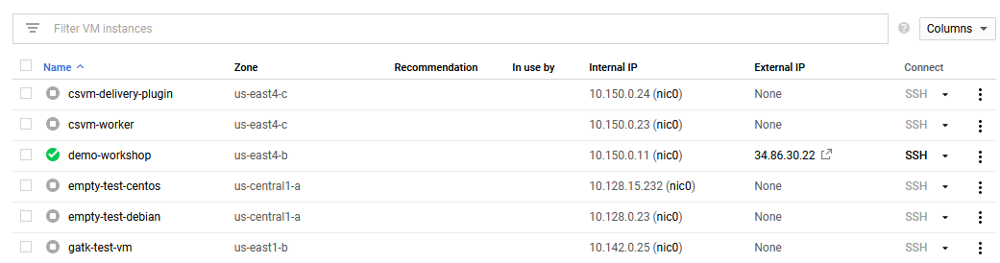 Filter VM instances Columns
Name Zone Recommendation In use by Internal IP External IP Connect
csvm-delivery-plugin us-east4-c 10.150.0.24 (nic0) None SSH
csvm-worker us-east4-c 10.150.0.23 (nic0) None SSH
demo-workshop us-east4-b 10.150.0.11 (nic0) 34.86.30.22 SSH
empty-test-centos us-central1-a 10.128.15.232 (nic0) None SSH
empty-test-debian us-central1-a 10.128.0.23 (nic0) None SSH
gatk-test-vm us-east1-b 10.142.0.25 (nic0) None SSH